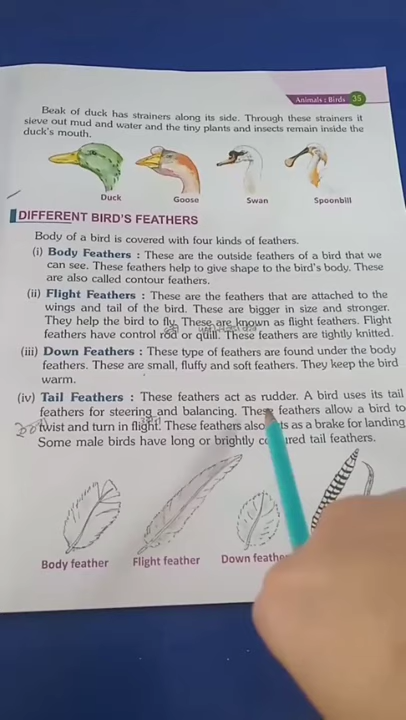 Animals : Birds 35
Beak of duck has strainers along its side. Through these strainers it
sieve out mud and water and the tiny plants and insects remain inside the
duck's mouth.
Duck Goose Swan Spoonbill
DIFFERENT BIRD'S FEATHERS
Body of a bird is covered with four kinds of feathers.
(i) Body Feathers : These are the outside feathers of a bird that we
can see. These feathers help to give shape to the bird's body. These
are also called contour feathers.
(ii) Flight Feathers : These are the feathers that are attached to the
wings and tail of the bird. These are bigger in size and stronger.
They help the bird to fly. These are known as flight feathers. Flight
feathers have control rod or quill. These feathers are tightly knitted.
(iii) Down Feathers : These type of feathers are found under the body
feathers. These are small, fluffy and soft feathers. They keep the bird
warm.
(iv) Tail Feathers : These feathers act as rudder. A bird uses its tail
feathers for steering and balancing. These feathers allow a bird to
twist and turn in flight. These feathers also as a brake for landing.
Some male birds have long or brightly tail feathers.
Body feather Flight feather Down